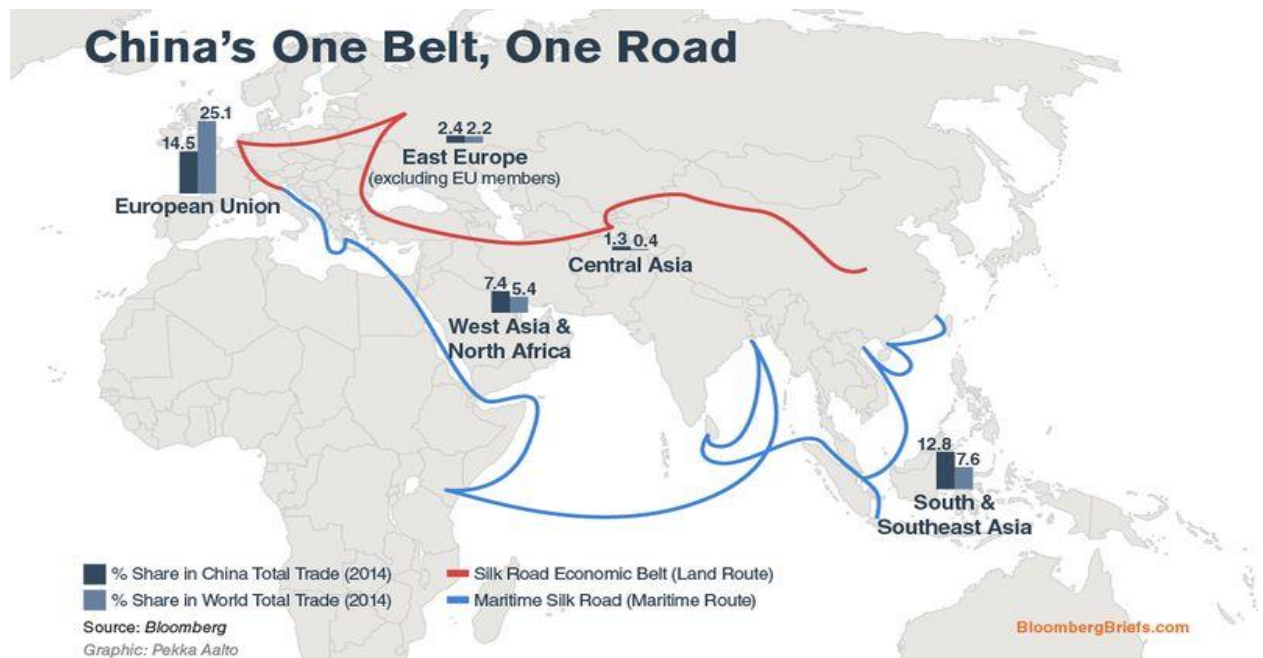 China's One Belt, One Road
25.1
14.5
European Union
2.4 2.2
East Europe
(excluding EU members)
1.3 0.4
Central Asia
7.4 5.4
West Asia &
North Africa
12.8
7.6
South &
Southeast Asia
% Share in China Total Trade (2014)
% Share in World Total Trade (2014)
Silk Road Economic Belt (Land Route)
Maritime Silk Road (Maritime Route)
Source: Bloomberg
Graphic: Pekka Aalto
BloombergBriefs.com